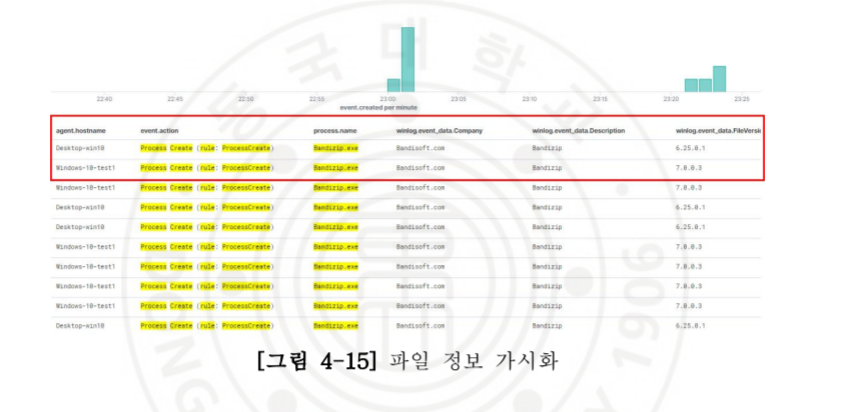 국 대 학
22:40 22:45 22:50 22:55 23:00 23:05 23:10 23:15 23:20 23:25
event.created per minute
agent.hostname event.action process.name winlog.event_data.Company winlog.event_data.Description winlog.event_data.FileVersi
Desktop-win10 Process Create (rule: ProcessCreate) Bandizip.exe Bandisoft.com Bandizip 6.25.0.1
Windows-10-test1 Process Create (rule: ProcessCreate) Bandizip.exe Bandisoft.com Bandizip 7.0.0.3
Windows-10-test1 Process Create (rule: ProcessCreate) Bandizip.exe Bandisoft.com Bandizip 7.0.0.3
Desktop-win10 Process Create (rule: ProcessCreate) Bandizip.exe Bandisoft.com Bandizip 6.25.0.1
Desktop-win10 Process Create (rule: ProcessCreate) Bandizip.exe Bandisoft.com Bandizip 6.25.0.1
Windows-10-test1 Process Create (rule: ProcessCreate) Bandizip.exe Bandisoft.com Bandizip 7.0.0.3
Windows-10-test1 Process Create (rule: ProcessCreate) Bandizip.exe Bandisoft.com Bandizip 7.0.0.3
Windows-10-test1 Process Create (rule: ProcessCreate) Bandizip.exe Bandisoft.com Bandizip 7.0.0.3
Windows-10-test1 Process Create (rule: ProcessCreate) Bandizip.exe Bandisoft.com Bandizip 7.0.0.3
Desktop-win10 Process Create (rule: ProcessCreate) Bandizip.exe Bandisoft.com Bandizip 6.25.0.1
[그림 4-15] 파일 정보 가시화
1906